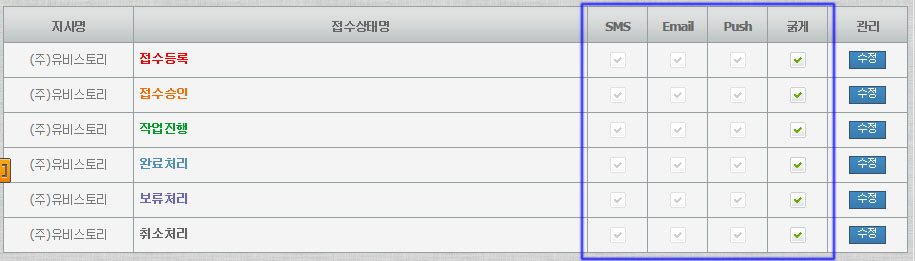 지사명 접수상태명 SMS Email Push 굵게 관리
(주)유비스토리 접수등록 수정
(주)유비스토리 접수승인 수정
(주)유비스토리 작업진행 수정
(주)유비스토리 완료처리 수정
(주)유비스토리 보류처리 수정
(주)유비스토리 취소처리 수정